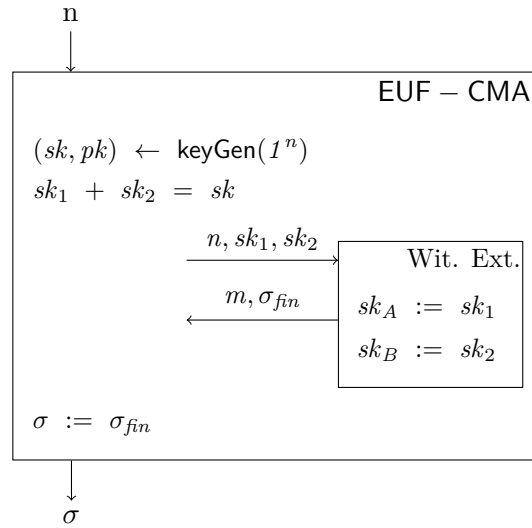 n
EUF − CMA
(sk, pk) ← keyGen(1^n)
sk_1 + sk_2 = sk
n, sk_1, sk_2
Wit. Ext.
m, σ_fin
sk_A := sk_1
sk_B := sk_2
σ := σ_fin
σ